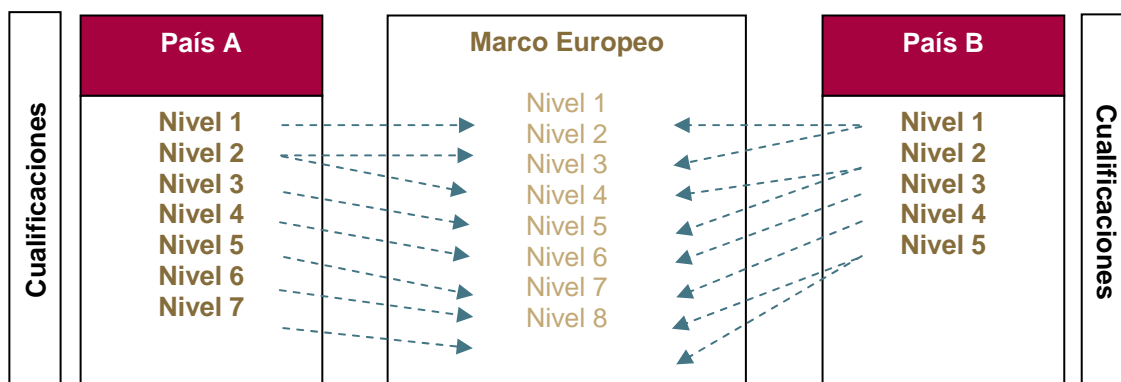 Cualificaciones
País A
Nivel 1
Nivel 2
Nivel 3
Nivel 4
Nivel 5
Nivel 6
Nivel 7
Marco Europeo
Nivel 1
Nivel 2
Nivel 3
Nivel 4
Nivel 5
Nivel 6
Nivel 7
Nivel 8
País B
Nivel 1
Nivel 2
Nivel 3
Nivel 4
Nivel 5
Cualificaciones